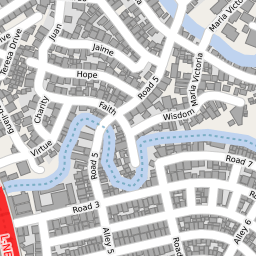 Juan
Teresa Drive
Jaime
Maria Victoria
Hope
Road 5
Maria Victoria
Charity
Faith
Wisdom
Virtue
Road 5
Road 7
Road 3
Alley 5
Alley 6